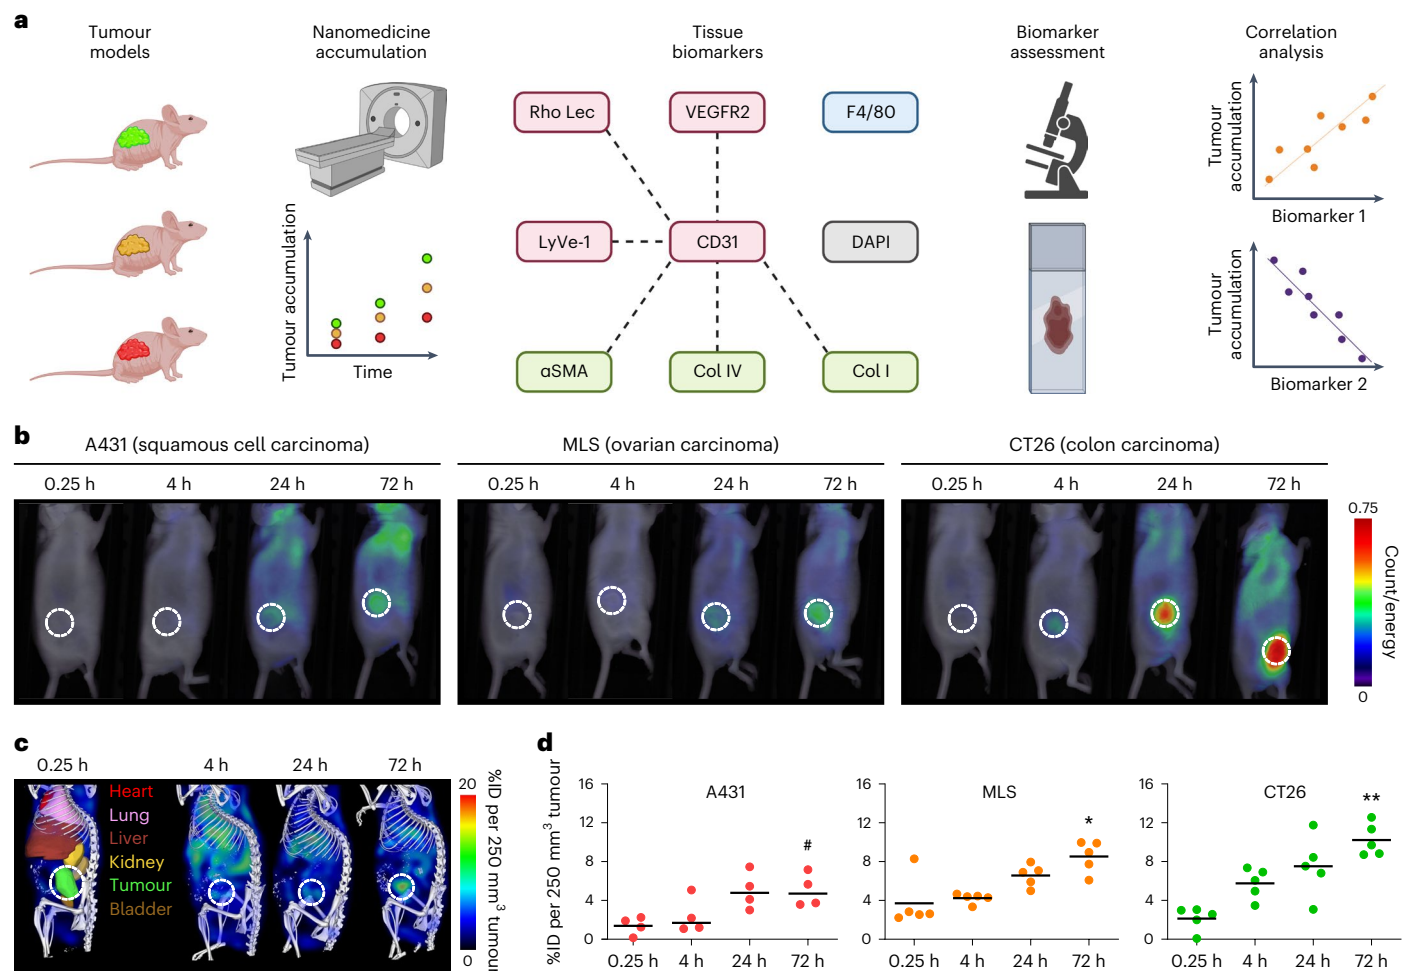 a
Tumour models
Nanomedicine accumulation
Tissue biomarkers
Biomarker assessment
Correlation analysis
Tumour accumulation
Time
Rho Lec
VEGFR2
F4/80
LyVe-1
CD31
DAPI
αSMA
Col IV
Col I
Tumour accumulation
Biomarker 1
Tumour accumulation
Biomarker 2
b
A431 (squamous cell carcinoma)
MLS (ovarian carcinoma)
CT26 (colon carcinoma)
0.25 h 4 h 24 h 72 h
0.25 h 4 h 24 h 72 h
0.25 h 4 h 24 h 72 h
0.75
Count/energy
0
c
0.25 h 4 h 24 h 72 h
Heart
Lung
Liver
Kidney
Tumour
Bladder
20
%ID per 250 mm³ tumour
0
d
%ID per 250 mm³ tumour
16
12
8
4
0
A431
#
0.25 h 4 h 24 h 72 h
16
12
8
4
0
MLS
*
0.25 h 4 h 24 h 72 h
16
12
8
4
0
CT26
**
0.25 h 4 h 24 h 72 h